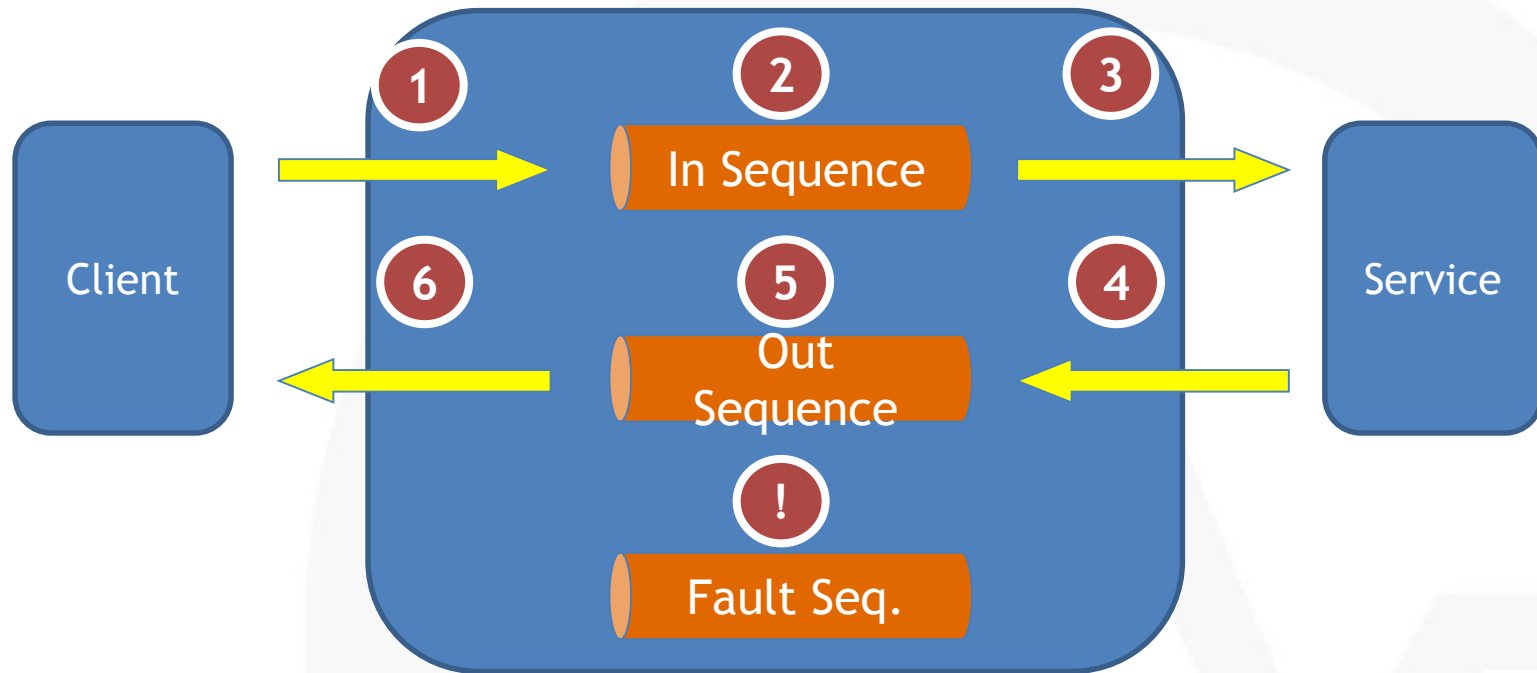 1
2
3
In Sequence
Client
6
5
4
Service
Out
Sequence
!
Fault Seq.